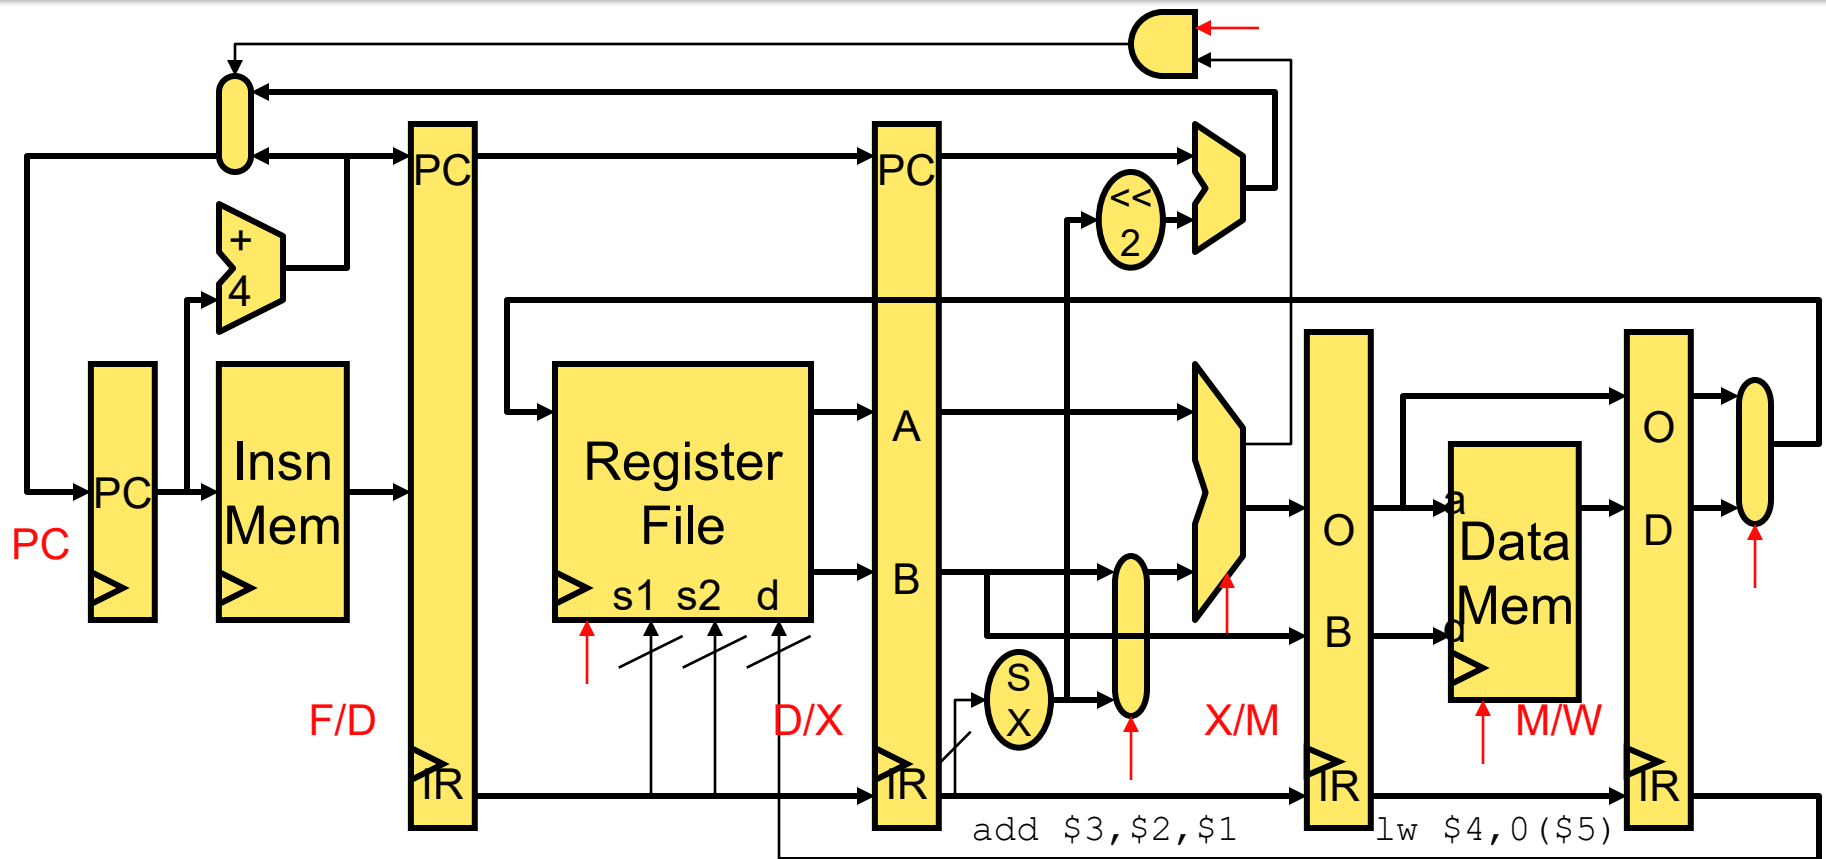 PC
PC
<<
2
+
4
PC
PC
Insn
Mem
F/D
IR
Register
File
s1 s2 d
D/X
A
B
IR
S
X
add $3,$2,$1
X/M
O
B
IR
a
d
Data
Mem
lw $4,0($5)
M/W
O
D
IR